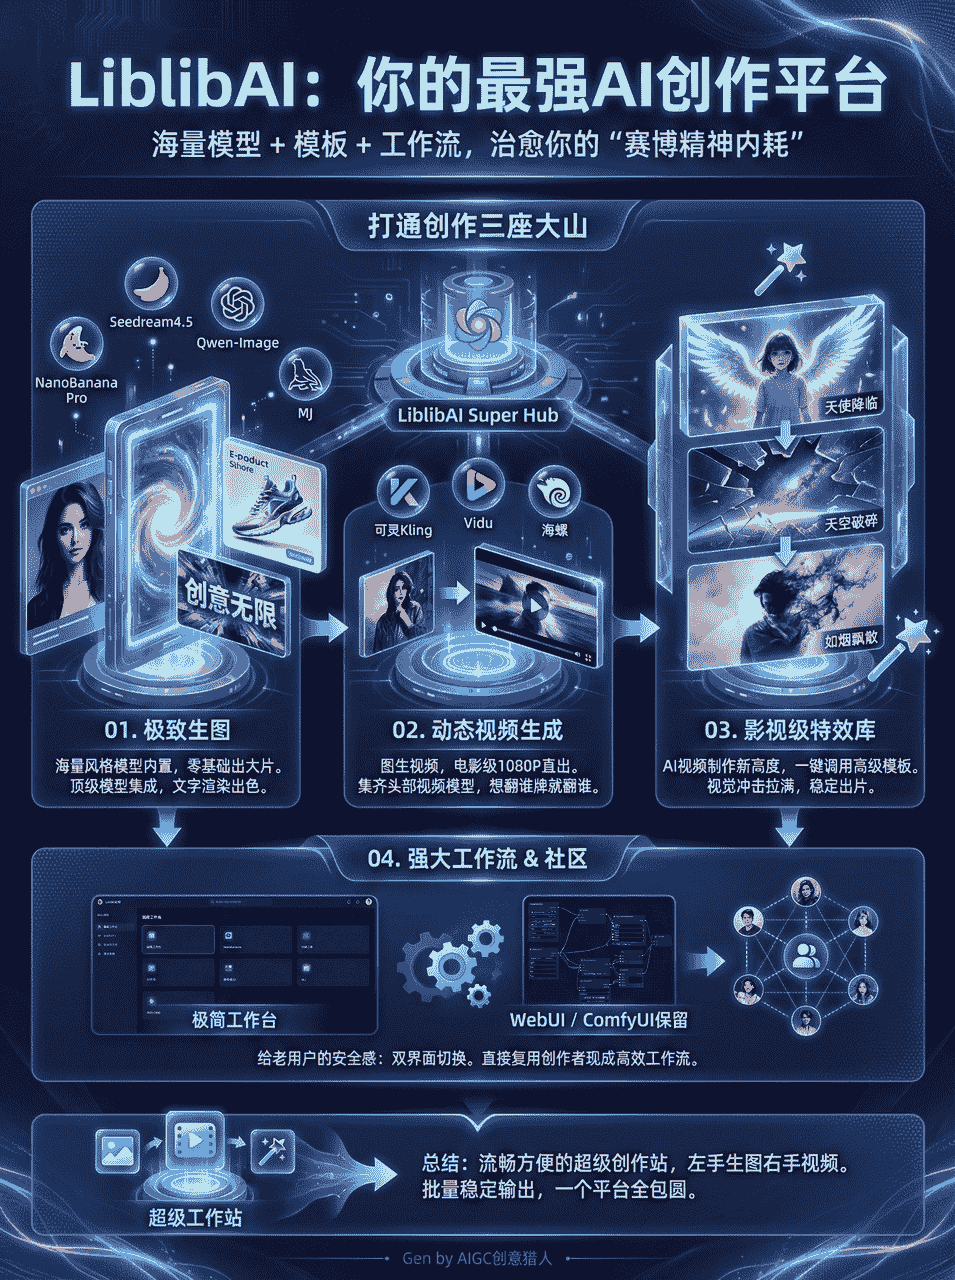 LiblibAI：你的最强AI创作平台
海量模型 + 模板 + 工作流，治愈你的“赛博精神内耗”
打通创作三座大山
Seedream4.5
Qwen-Image
NanoBanana
Pro
MJ
LiblibAI Super Hub
E-poduct
Sihore
创意无限
可灵Kling
Vidu
海螺
天使降临
天空破碎
如烟飘散
01. 极致生图
海量风格模型内置，零基础出大片。
顶级模型集成，文字渲染出色。
02. 动态视频生成
图生视频，电影级1080P直出。
集齐头部视频模型，想翻谁牌就翻谁。
03. 影视级特效库
AI视频制作新高度，一键调用高级模板。
视觉冲击拉满，稳定出片。
04. 强大工作流 & 社区
极简工作台
WebUI / ComfyUI保留
给老用户的安全感：双界面切换。直接复用创作者现成高效工作流。
超级工作站
总结：流畅方便的超级创作站，左手生图右手视频。
批量稳定输出，一个平台全包圆。
Gen by AIGC创意猎人